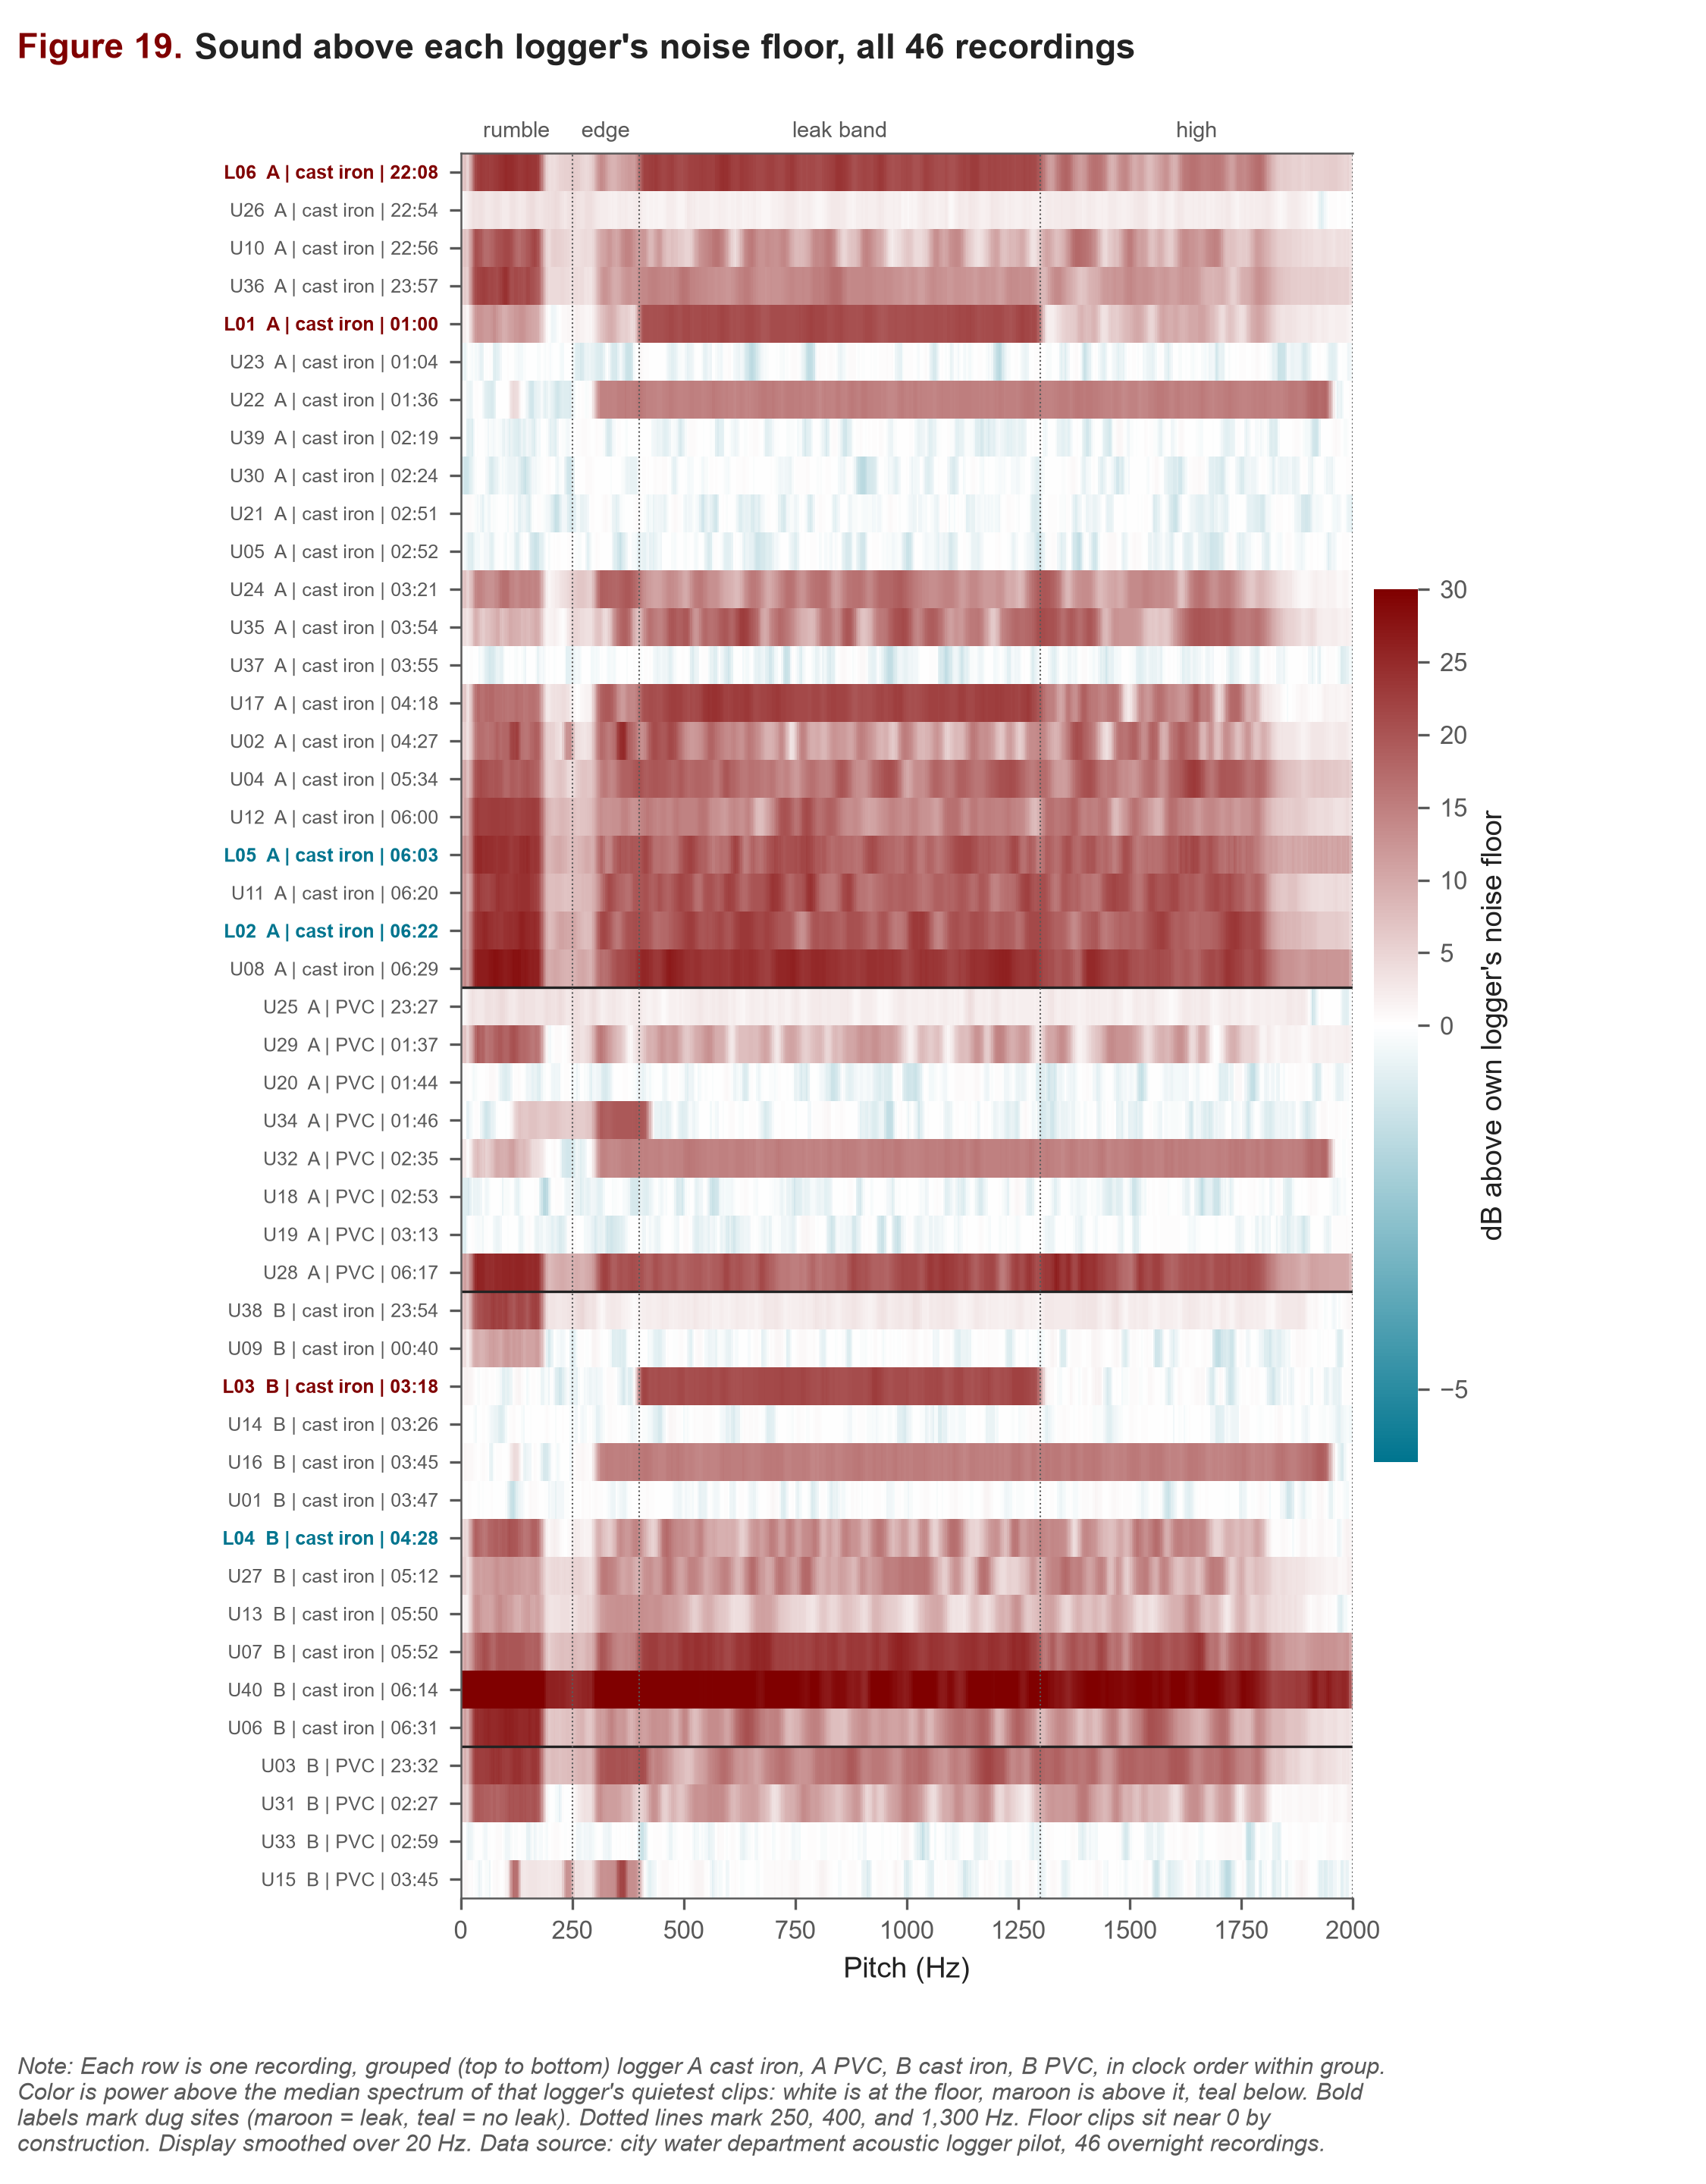 Figure 19. Sound above each logger's noise floor, all 46 recordings
rumble edge leak band high
L06 A | cast iron | 22:08
U26 A | cast iron | 22:54
U10 A | cast iron | 22:56
U36 A | cast iron | 23:57
L01 A | cast iron | 01:00
U23 A | cast iron | 01:04
U22 A | cast iron | 01:36
U39 A | cast iron | 02:19
U30 A | cast iron | 02:24
U21 A | cast iron | 02:51
U05 A | cast iron | 02:52
U24 A | cast iron | 03:21
U35 A | cast iron | 03:54
U37 A | cast iron | 03:55
U17 A | cast iron | 04:18
U02 A | cast iron | 04:27
U04 A | cast iron | 05:34
U12 A | cast iron | 06:00
L05 A | cast iron | 06:03
U11 A | cast iron | 06:20
L02 A | cast iron | 06:22
U08 A | cast iron | 06:29
U25 A | PVC | 23:27
U29 A | PVC | 01:37
U20 A | PVC | 01:44
U34 A | PVC | 01:46
U32 A | PVC | 02:35
U18 A | PVC | 02:53
U19 A | PVC | 03:13
U28 A | PVC | 06:17
U38 B | cast iron | 23:54
U09 B | cast iron | 00:40
L03 B | cast iron | 03:18
U14 B | cast iron | 03:26
U16 B | cast iron | 03:45
U01 B | cast iron | 03:47
L04 B | cast iron | 04:28
U27 B | cast iron | 05:12
U13 B | cast iron | 05:50
U07 B | cast iron | 05:52
U40 B | cast iron | 06:14
U06 B | cast iron | 06:31
U03 B | PVC | 23:32
U31 B | PVC | 02:27
U33 B | PVC | 02:59
U15 B | PVC | 03:45
0 250 500 750 1000 1250 1500 1750 2000
Pitch (Hz)
30
25
20
15
10
5
0
−5
dB above own logger's noise floor
Note: Each row is one recording, grouped (top to bottom) logger A cast iron, A PVC, B cast iron, B PVC, in clock order within group.
Color is power above the median spectrum of that logger's quietest clips: white is at the floor, maroon is above it, teal below. Bold
labels mark dug sites (maroon = leak, teal = no leak). Dotted lines mark 250, 400, and 1,300 Hz. Floor clips sit near 0 by
construction. Display smoothed over 20 Hz. Data source: city water department acoustic logger pilot, 46 overnight recordings.